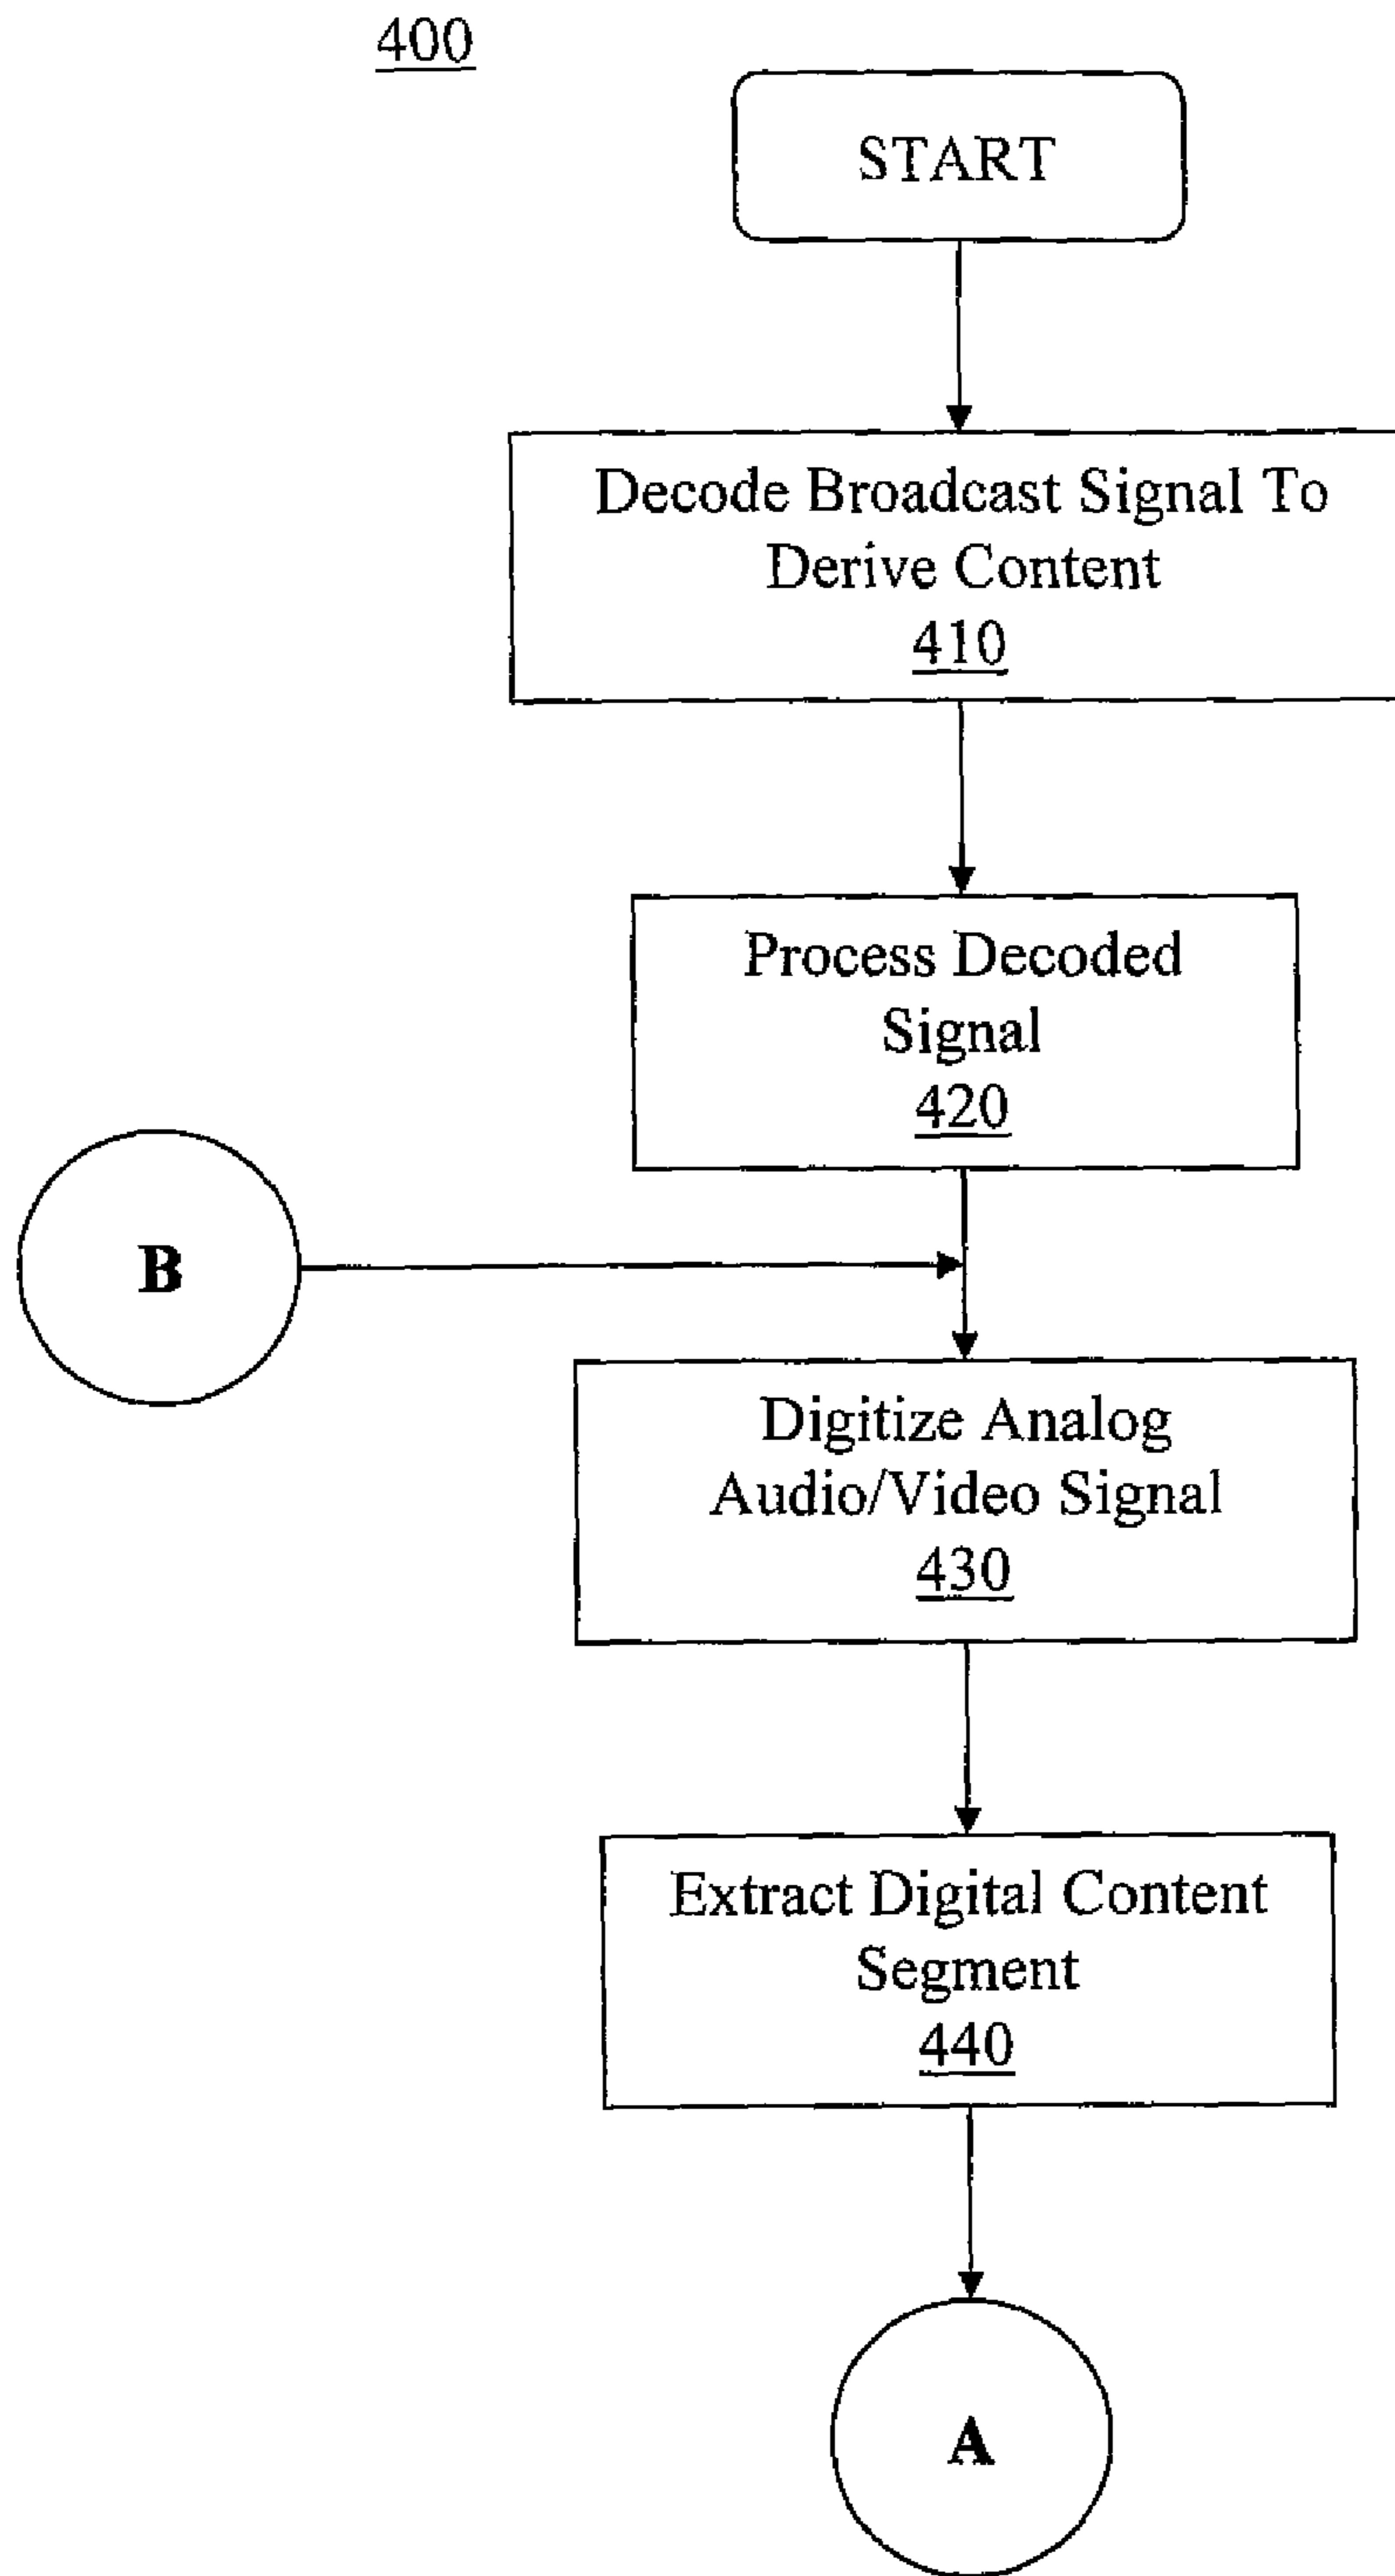 400
START
Decode Broadcast Signal To
Derive Content
410
Process Decoded
Signal
420
B
Digitize Analog
Audio/Video Signal
430
Extract Digital Content
Segment
440
A